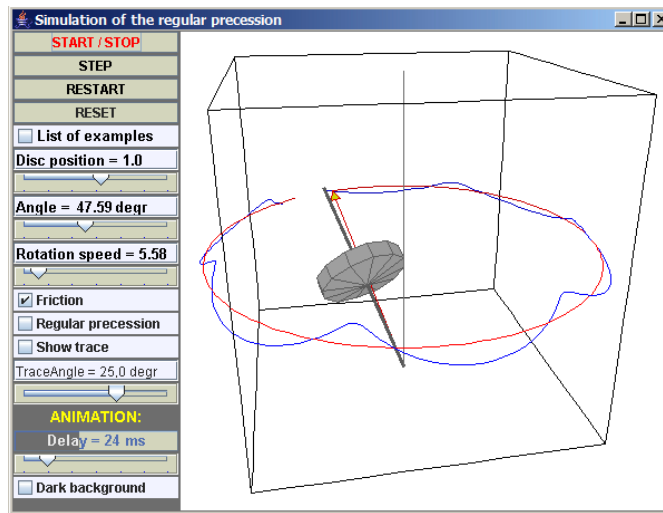 Simulation of the regular precession
START / STOP
STEP
RESTART
RESET
List of examples
Disc position = 1.0
Angle = 47.59 degr
Rotation speed = 5.58
Friction
Regular precession
Show trace
TraceAngle = 25,0 degr
ANIMATION:
Delay = 24 ms
Dark background